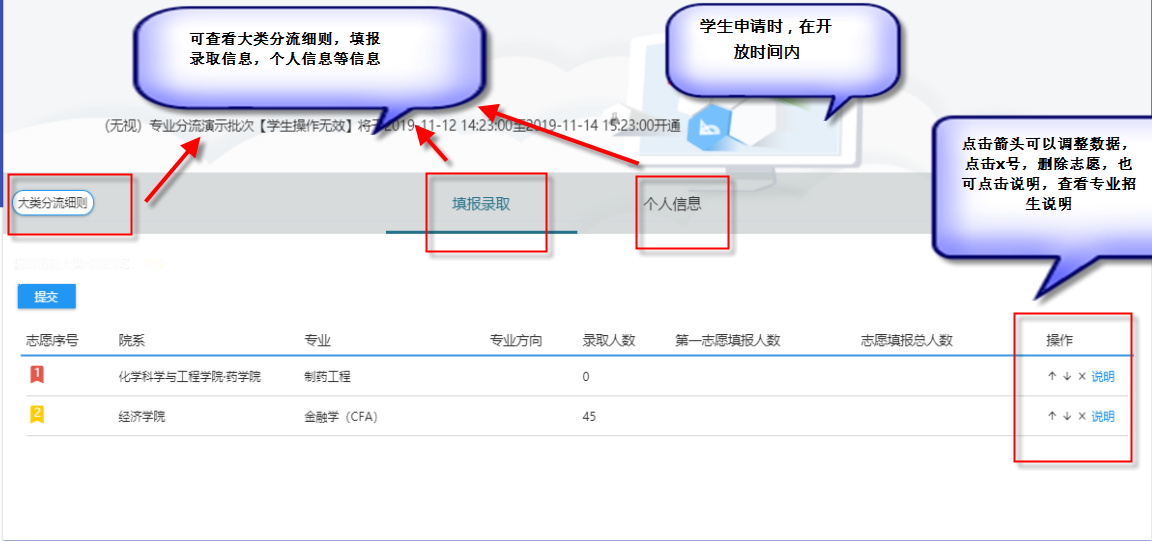 可查看大类分流细则，填报
录取信息，个人信息等信息
学生申请时，在开
放时间内
（无视）专业分流演示批次【学生操作无效】将于2019-11-12 14:23:00至2019-11-14 15:23:00开通
点击箭头可以调整数据，
点击x号，删除志愿，也
可点击说明，查看专业招
生说明
大类分流细则
填报录取
个人信息
提交
志愿序号 院系 专业 专业方向 录取人数 第一志愿填报人数 志愿填报总人数 操作
1 化学科学与工程学院·药学院 制药工程 0 ↑ ↓ × 说明
2 经济学院 金融学（CFA） 45 ↑ ↓ × 说明